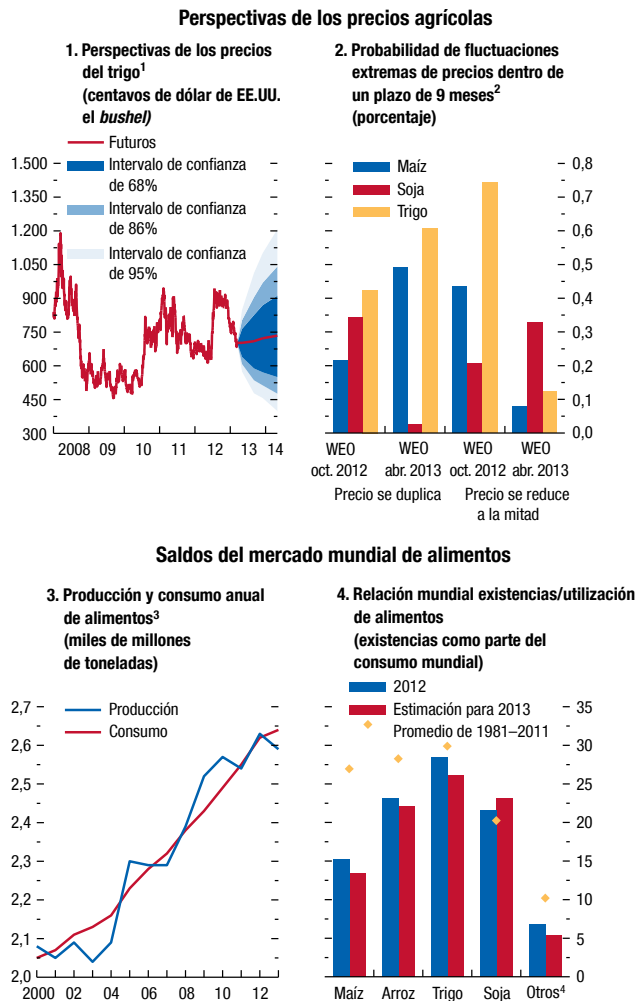 Perspectivas de los precios agrícolas
1. Perspectivas de los precios
del trigo¹
(centavos de dólar de EE.UU.
el bushel)
Futuros
Intervalo de confianza
de 68%
Intervalo de confianza
de 86%
Intervalo de confianza
de 95%
1.500
1.350
1.200
1.050
900
750
600
450
300
2008 09 10 11 12 13 14
2. Probabilidad de fluctuaciones
extremas de precios dentro de
un plazo de 9 meses²
(porcentaje)
Maíz
Soja
Trigo
0,8
0,7
0,6
0,5
0,4
0,3
0,2
0,1
0,0
WEO WEO WEO WEO
oct. 2012 abr. 2013 oct. 2012 abr. 2013
Precio se duplica Precio se reduce
a la mitad
Saldos del mercado mundial de alimentos
3. Producción y consumo anual
de alimentos³
(miles de millones
de toneladas)
Producción
Consumo
2,7
2,6
2,5
2,3
2,2
2,1
2,0
2000 02 04 06 08 10 12
4. Relación mundial existencias/utilización
de alimentos
(existencias como parte del
consumo mundial)
2012
Estimación para 2013
Promedio de 1981–2011
35
30
25
20
15
10
5
0
Maíz Arroz Trigo Soja Otros⁴